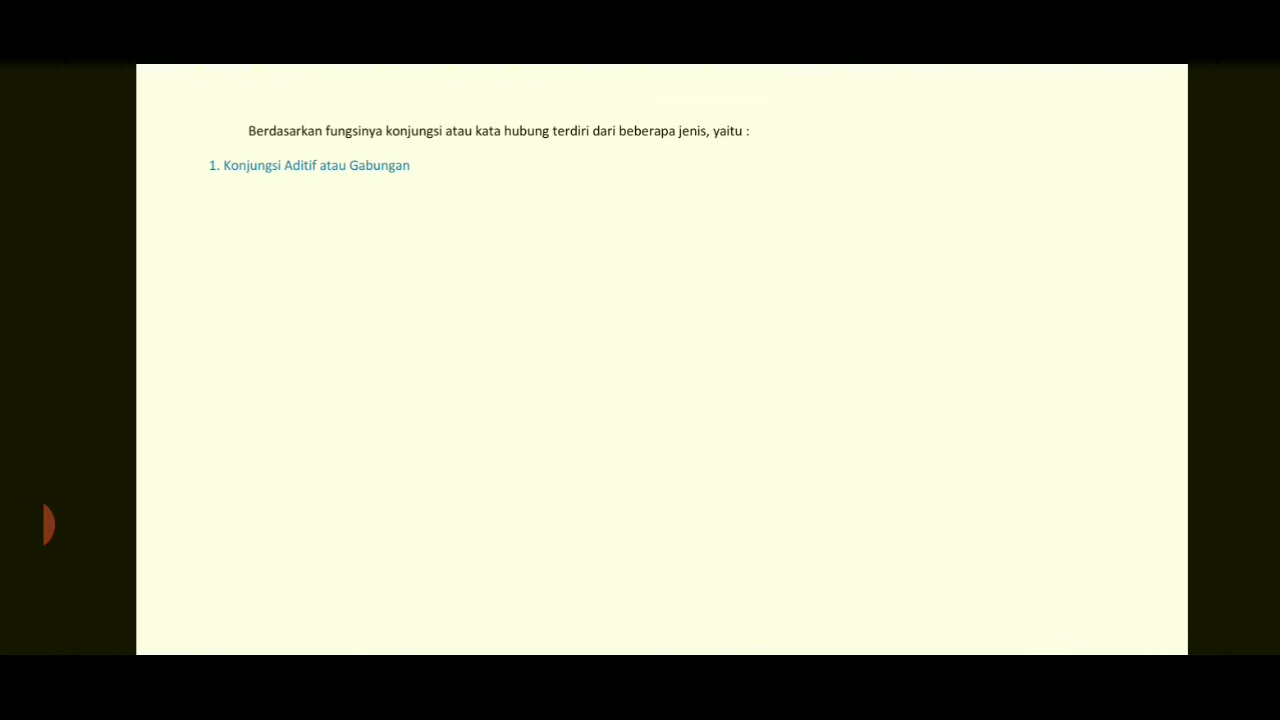 Berdasarkan fungsinya konjungsi atau kata hubung terdiri dari beberapa jenis, yaitu :
1. Konjungsi Aditif atau Gabungan